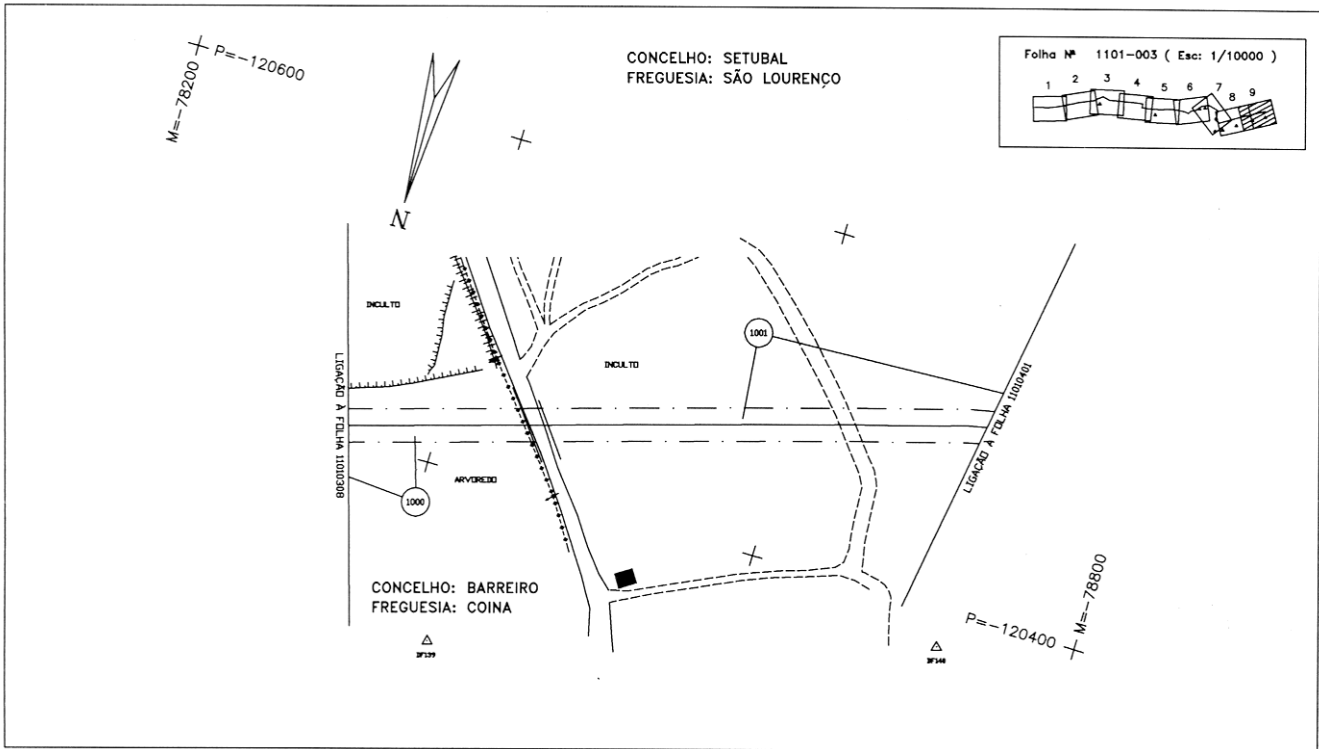 P=-120600
M=-78200
CONCELHO: SETUBAL
FREGUESIA: SÃO LOURENÇO
Folha Nº 1101-003 ( Esc: 1/10000 )
1 2 3 4 5 6 7 8 9
N
INCULTO
LIGAÇÃO À FOLHA 11010308
1001
INCULTO
LIGAÇÃO À FOLHA 11010401
ARVOREDO
1000
CONCELHO: BARREIRO
FREGUESIA: COINA
P=-120400
M=-78800
DF139
DF140